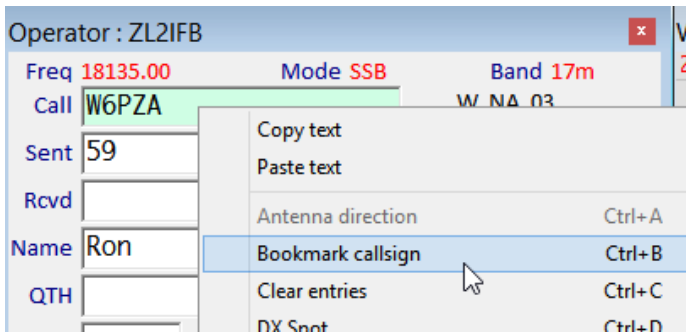 Operator : ZL2IFB
Freq 18135.00 Mode SSB Band 17m
Call W6PZA W NA 03
Copy text
Sent 59
Paste text
Rcvd
Antenna direction Ctrl+A
Name Ron Bookmark callsign Ctrl+B
QTH Clear entries Ctrl+C
DX Spot Ctrl+D